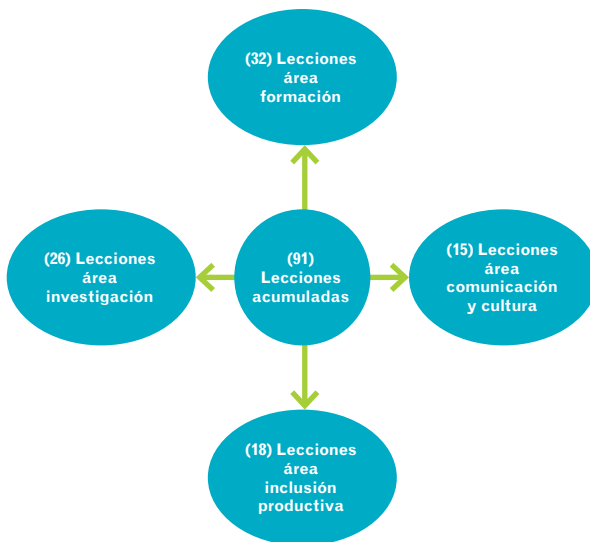 (32) Lecciones
área
formación
(26) Lecciones
área
investigación
(91)
Lecciones
acumuladas
(15) Lecciones
área
comunicación
y cultura
(18) Lecciones
área
inclusión
productiva